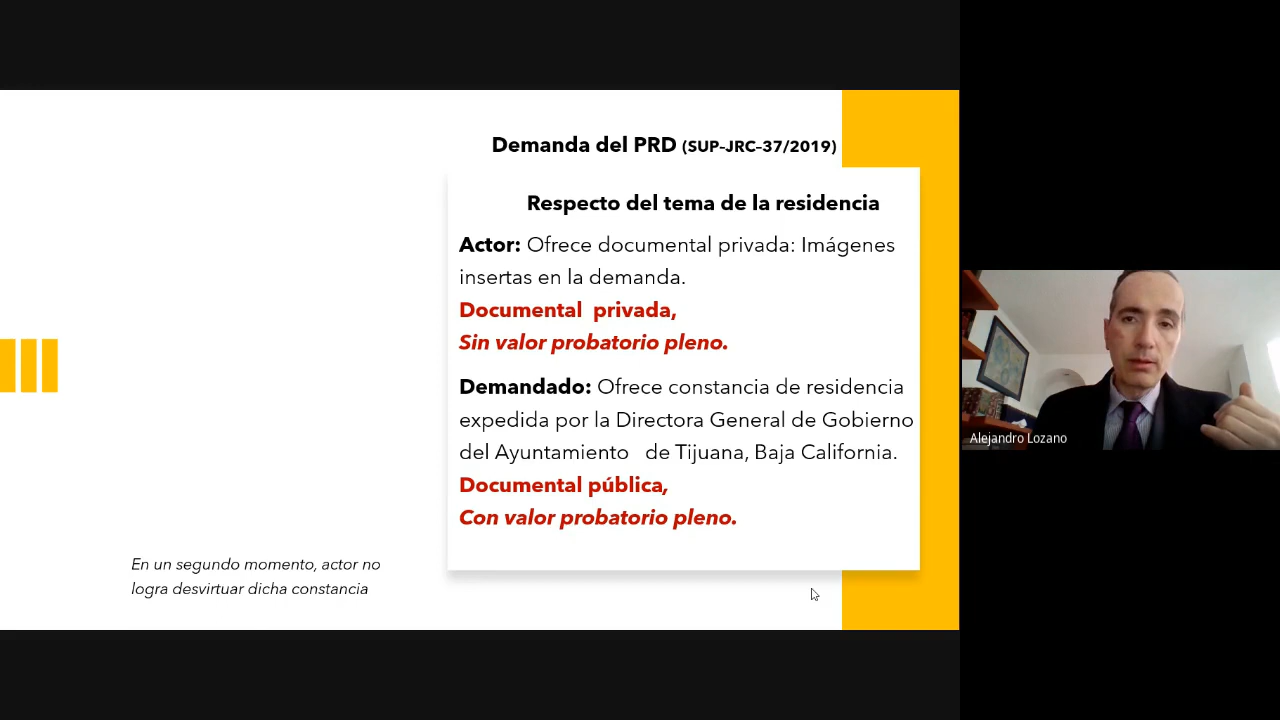 Demanda del PRD (SUP-JRC-37/2019)
Respecto del tema de la residencia
Actor: Ofrece documental privada: Imágenes
insertas en la demanda.
Documental privada,
Sin valor probatorio pleno.
Demandado: Ofrece constancia de residencia
expedida por la Directora General de Gobierno
del Ayuntamiento de Tijuana, Baja California.
Documental pública,
Con valor probatorio pleno.
En un segundo momento, actor no
logra desvirtuar dicha constancia
Alejandro Lozano